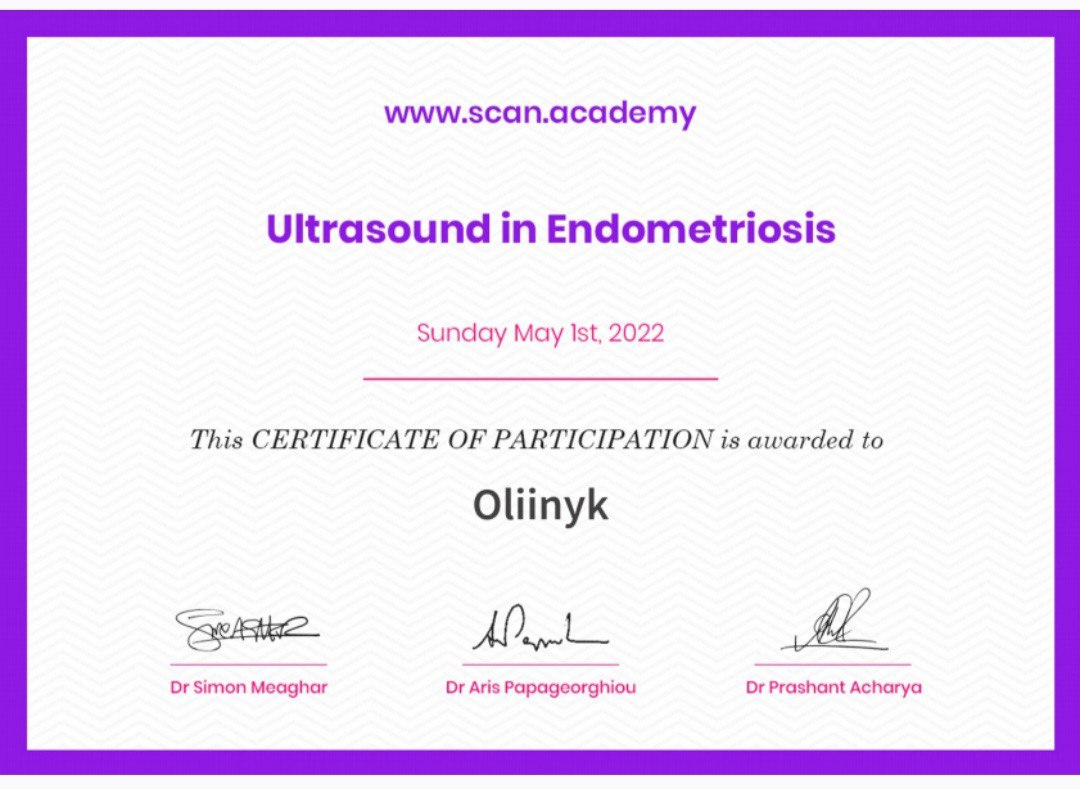 www.scan.academy
Ultrasound in Endometriosis
Sunday May 1st, 2022
This CERTIFICATE OF PARTICIPATION is awarded to
Oliinyk
Dr Simon Meaghar
Dr Aris Papageorghiou
Dr Prashant Acharya